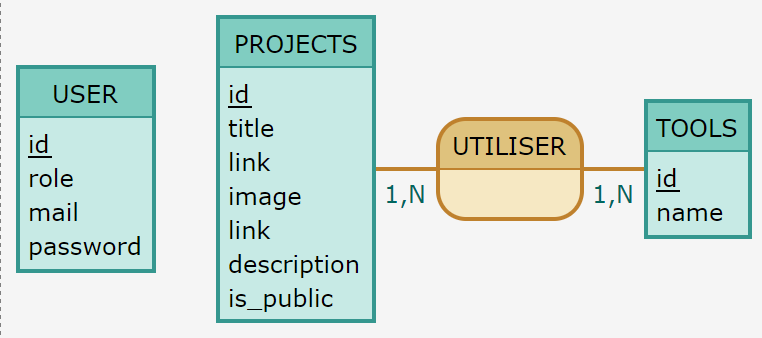 USER
id
role
mail
password
PROJECTS
id
title
link
image
link
description
is_public
1,N
UTILISER
1,N
TOOLS
id
name